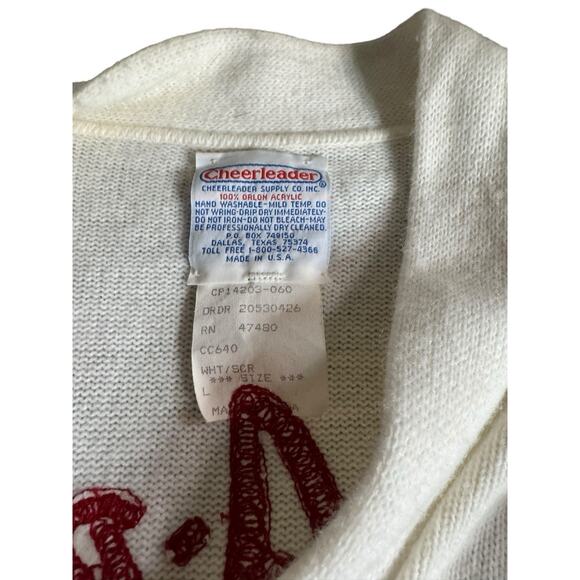 Cheerleader
CHEERLEADER SUPPLY CO. INC.
100% ORLON ACRYLIC
HAND WASHABLE-MILD TEMP. DO
NOT WRING-DRIP DRY IMMEDIATELY-
DO NOT IRON-DO NOT BLEACH-MAY
BE PROFESSIONALLY DRY CLEANED.
P.O. BOX 749150
DALLAS, TEXAS 75374
TOLL FREE 1-800-527-4366
MADE IN U.S.A.
CP14203-060
DRDR 20530426
RN 47480
CC640
WHT/SCR
*** SIZE ***
L